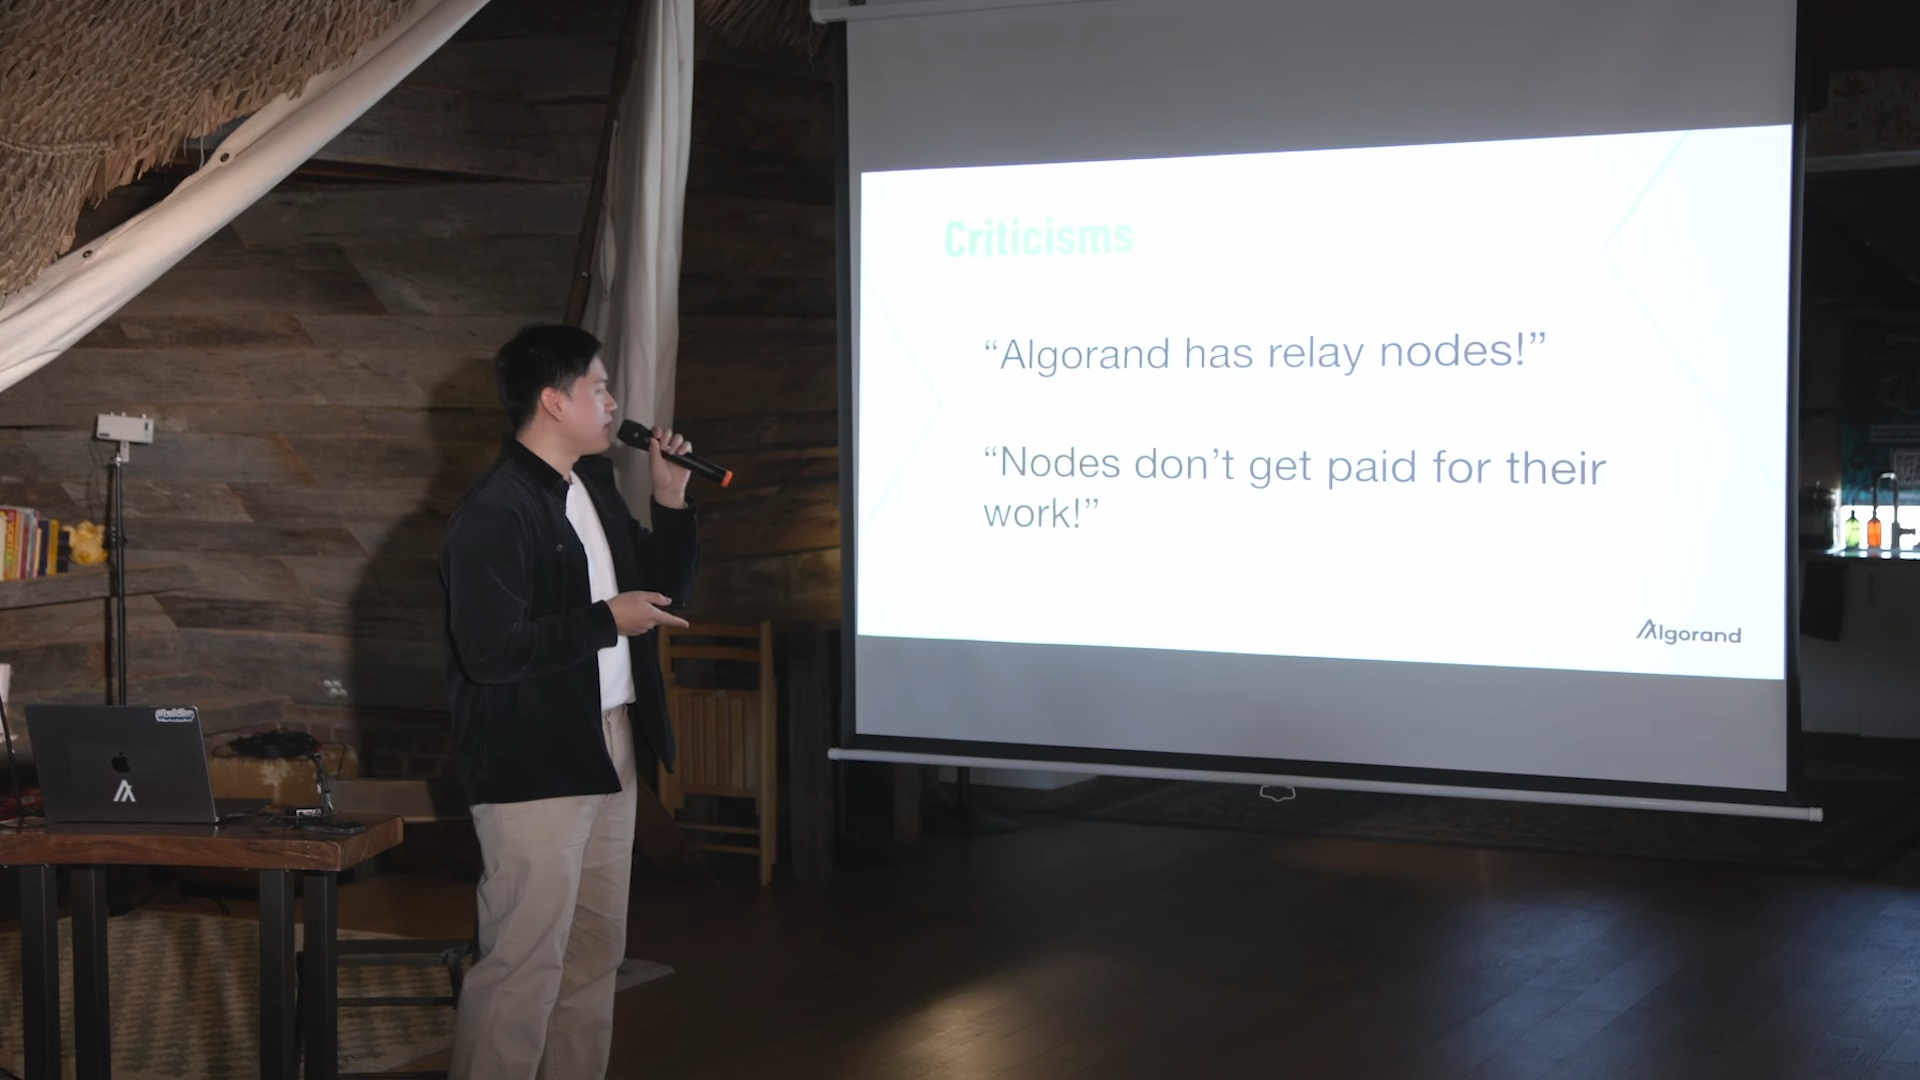 Criticisms
“Algorand has relay nodes!”
“Nodes don’t get paid for their
work!”
Algorand